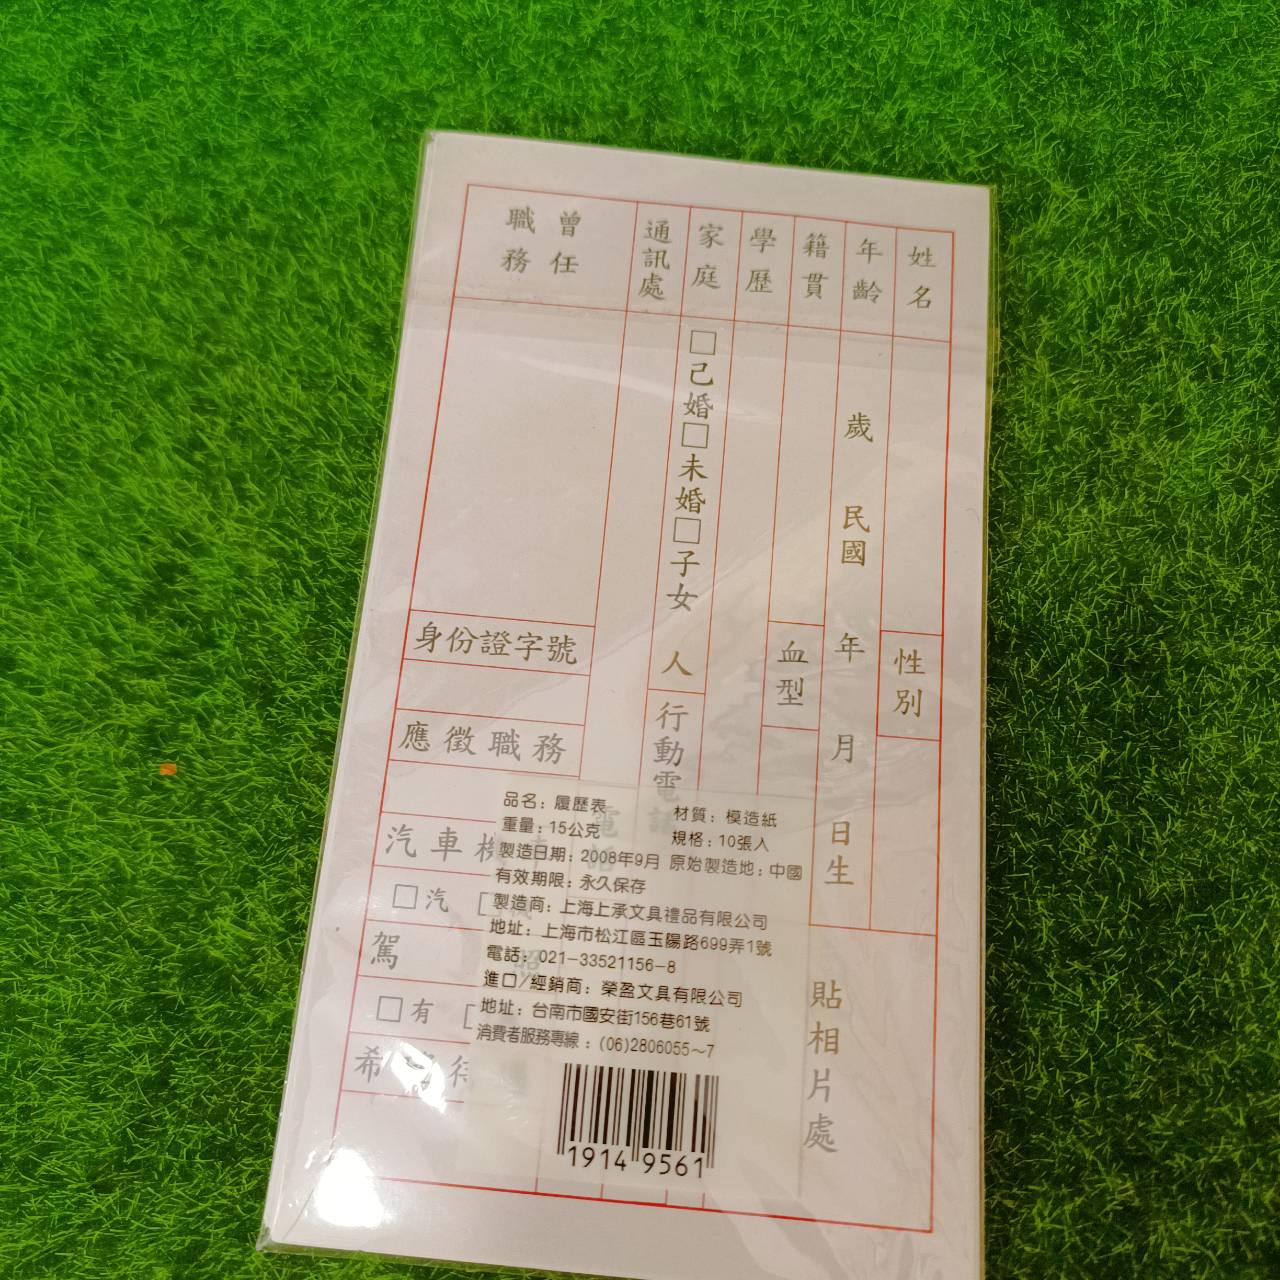 姓名
性別
年齡
歲 民國 年 月 日生
籍貫
血型
貼相片處
學歷
家庭
□己婚□未婚□子女 人
通訊處
行動電話
電話
曾任
職務
身份證字號
應徵職務
汽車
□汽
駕 照
□有
希 待
品名：履歷表
材質：模造紙
重量：15公克
規格：10張入
製造日期：2008年9月 原始製造地：中國
有效期限：永久保存
製造商：上海上承文具禮品有限公司
地址：上海市松江區玉陽路699弄1號
電話：021-33521156-8
進口/經銷商：榮盈文具有限公司
地址：台南市國安街156巷61號
消費者服務專線：(06)2806055～7
1914 9561